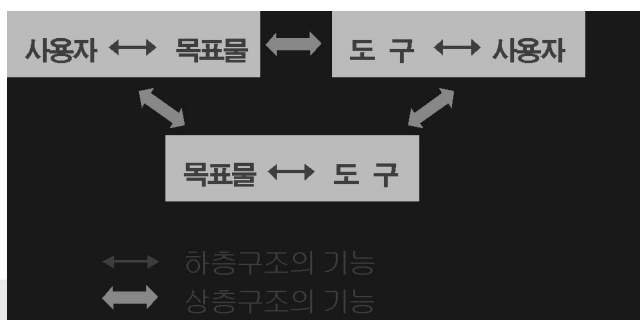 사용자 ↔ 목표물 ⟷ 도 구 ↔ 사용자
목표물 ↔ 도 구
↔ 하층구조의 기능
⟷ 상층구조의 기능